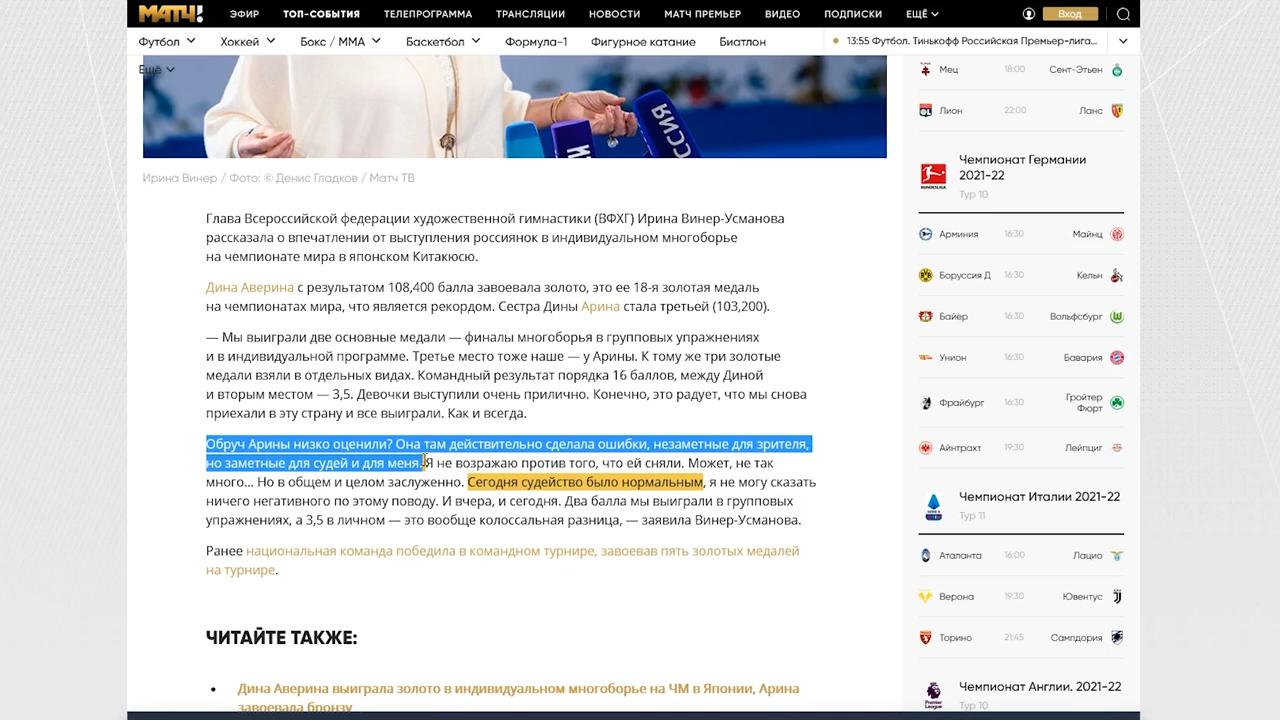 МАТЧ!
ЭФИР
ТОП-СОБЫТИЯ
ТЕЛЕПРОГРАММА
ТРАНСЛЯЦИИ
НОВОСТИ
МАТЧ ПРЕМЬЕР
ВИДЕО
ПОДПИСКИ
ЕЩЁ
Вход
Футбол
Хоккей
Бокс / ММА
Баскетбол
Формула-1
Фигурное катание
Биатлон
13:55 Футбол. Тинькофф Российская Премьер-лига...
Ещё
Ирина Винер / Фото: © Денис Гладков / Матч ТВ
Глава Всероссийской федерации художественной гимнастики (ВФХГ) Ирина Винер-Усманова
рассказала о впечатлении от выступления россиянок в индивидуальном многоборье
на чемпионате мира в японском Китакюсю.
Дина Аверина с результатом 108,400 балла завоевала золото, это ее 18-я золотая медаль
на чемпионатах мира, что является рекордом. Сестра Дины Арина стала третьей (103,200).
— Мы выиграли две основные медали — финалы многоборья в групповых упражнениях
и в индивидуальной программе. Третье место тоже наше — у Арины. К тому же три золотые
медали взяли в отдельных видах. Командный результат порядка 16 баллов, между Диной
и вторым местом — 3,5. Девочки выступили очень прилично. Конечно, это радует, что мы снова
приехали в эту страну и все выиграли. Как и всегда.
Обруч Арины низко оценили? Она там действительно сделала ошибки, незаметные для зрителя,
но заметные для судей и для меня. Я не возражаю против того, что ей сняли. Может, не так
много... Но в общем и целом заслуженно. Сегодня судейство было нормальным, я не могу сказать
ничего негативного по этому поводу. И вчера, и сегодня. Два балла мы выиграли в групповых
упражнениях, а 3,5 в личном — это вообще колоссальная разница, — заявила Винер-Усманова.
Ранее национальная команда победила в командном турнире, завоевав пять золотых медалей
на турнире.
ЧИТАЙТЕ ТАКЖЕ:
• Дина Аверина выиграла золото в индивидуальном многоборье на ЧМ в Японии, Арина
завоевала бронзу
Мец 18:00 Сент-Этьен
Лион 22:00 Ланс
Чемпионат Германии
2021-22
Тур 10
Арминия 16:30 Майнц
Боруссия Д 16:30 Кельн
Байер 16:30 Вольфсбург
Унион 16:30 Бавария
Фрайбург 16:30 Гройтер
Фюрт
Айнтрахт 19:30 Лейпциг
Чемпионат Италии 2021-22
Тур 11
Аталанта 16:00 Лацио
Верона 19:30 Ювентус
Торино 21:45 Сампдория
Чемпионат Англии. 2021-22
Тур 10